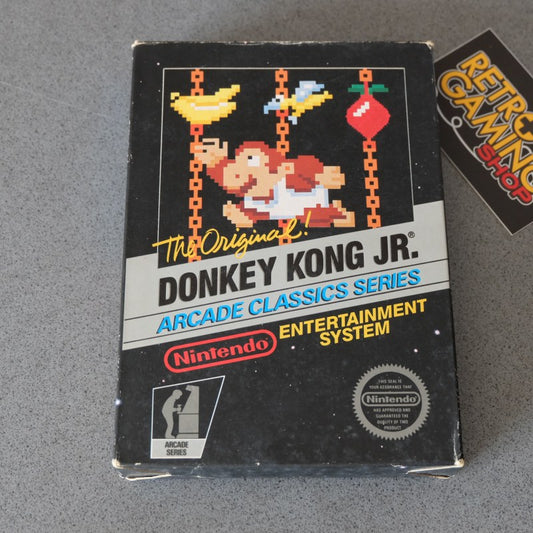 RETRO
GAMING
SHOP
The Original!
DONKEY KONG JR.®
ARCADE CLASSICS SERIES
Nintendo
ENTERTAINMENT
SYSTEM
ARCADE
SERIES
THIS SEAL IS
YOUR ASSURANCE THAT
Nintendo
HAS APPROVED AND
GUARANTEED THE
QUALITY OF THIS
PRODUCT